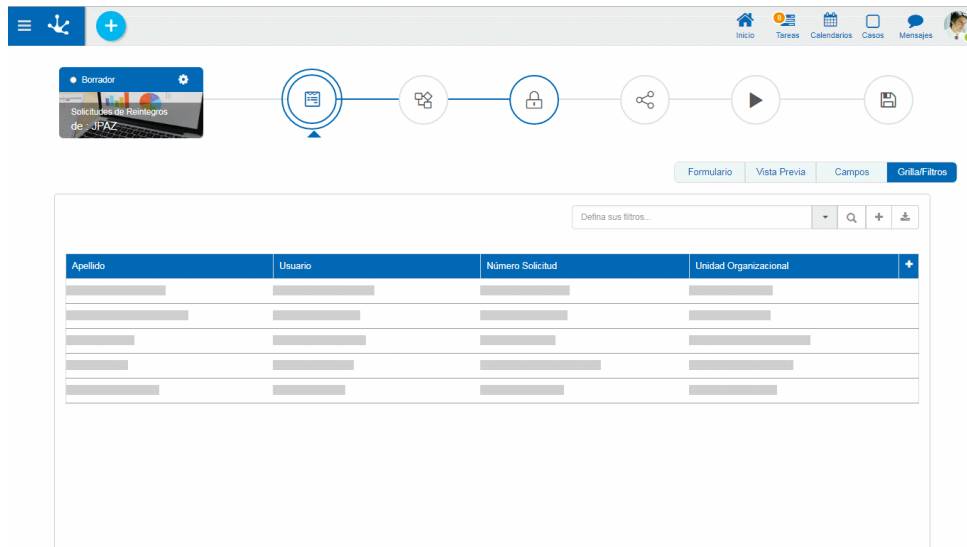 Inicio
Tareas
Calendarios
Casos
Mensajes
Borrador
Solicitudes de Reintegros
de : JPAZ
Formulario
Vista Previa
Campos
Grilla/Filtros
Defina sus filtros...
Apellido
Usuario
Número Solicitud
Unidad Organizacional